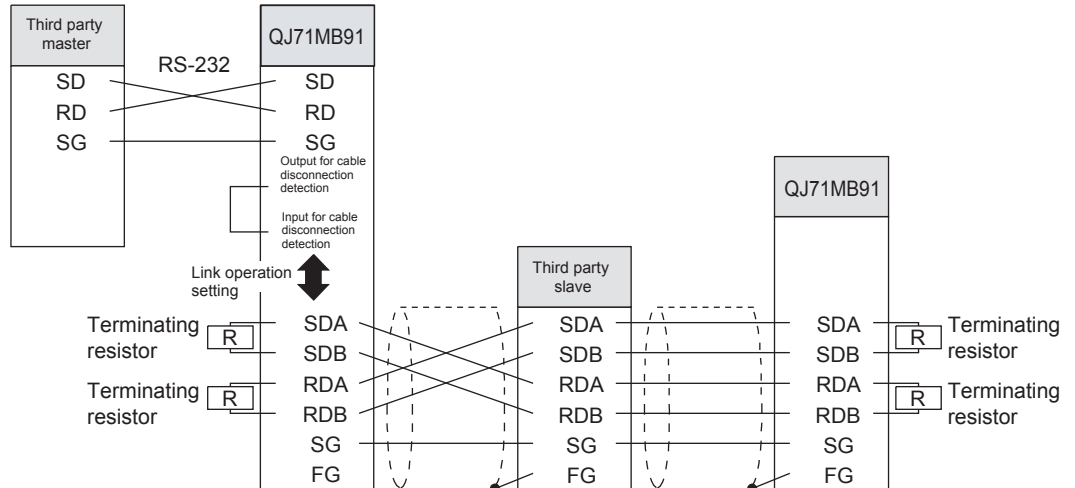 Third party
master
SD
RD
SG
RS-232
QJ71MB91
SD
RD
SG
Output for cable
disconnection
detection
Input for cable
disconnection
detection
Link operation
setting
Terminating
resistor
R
Terminating
resistor
R
SDA
SDB
RDA
RDB
SG
FG
Third party
slave
SDA
SDB
RDA
RDB
SG
FG
QJ71MB91
SDA
SDB
RDA
RDB
SG
FG
R
Terminating
resistor
R
Terminating
resistor